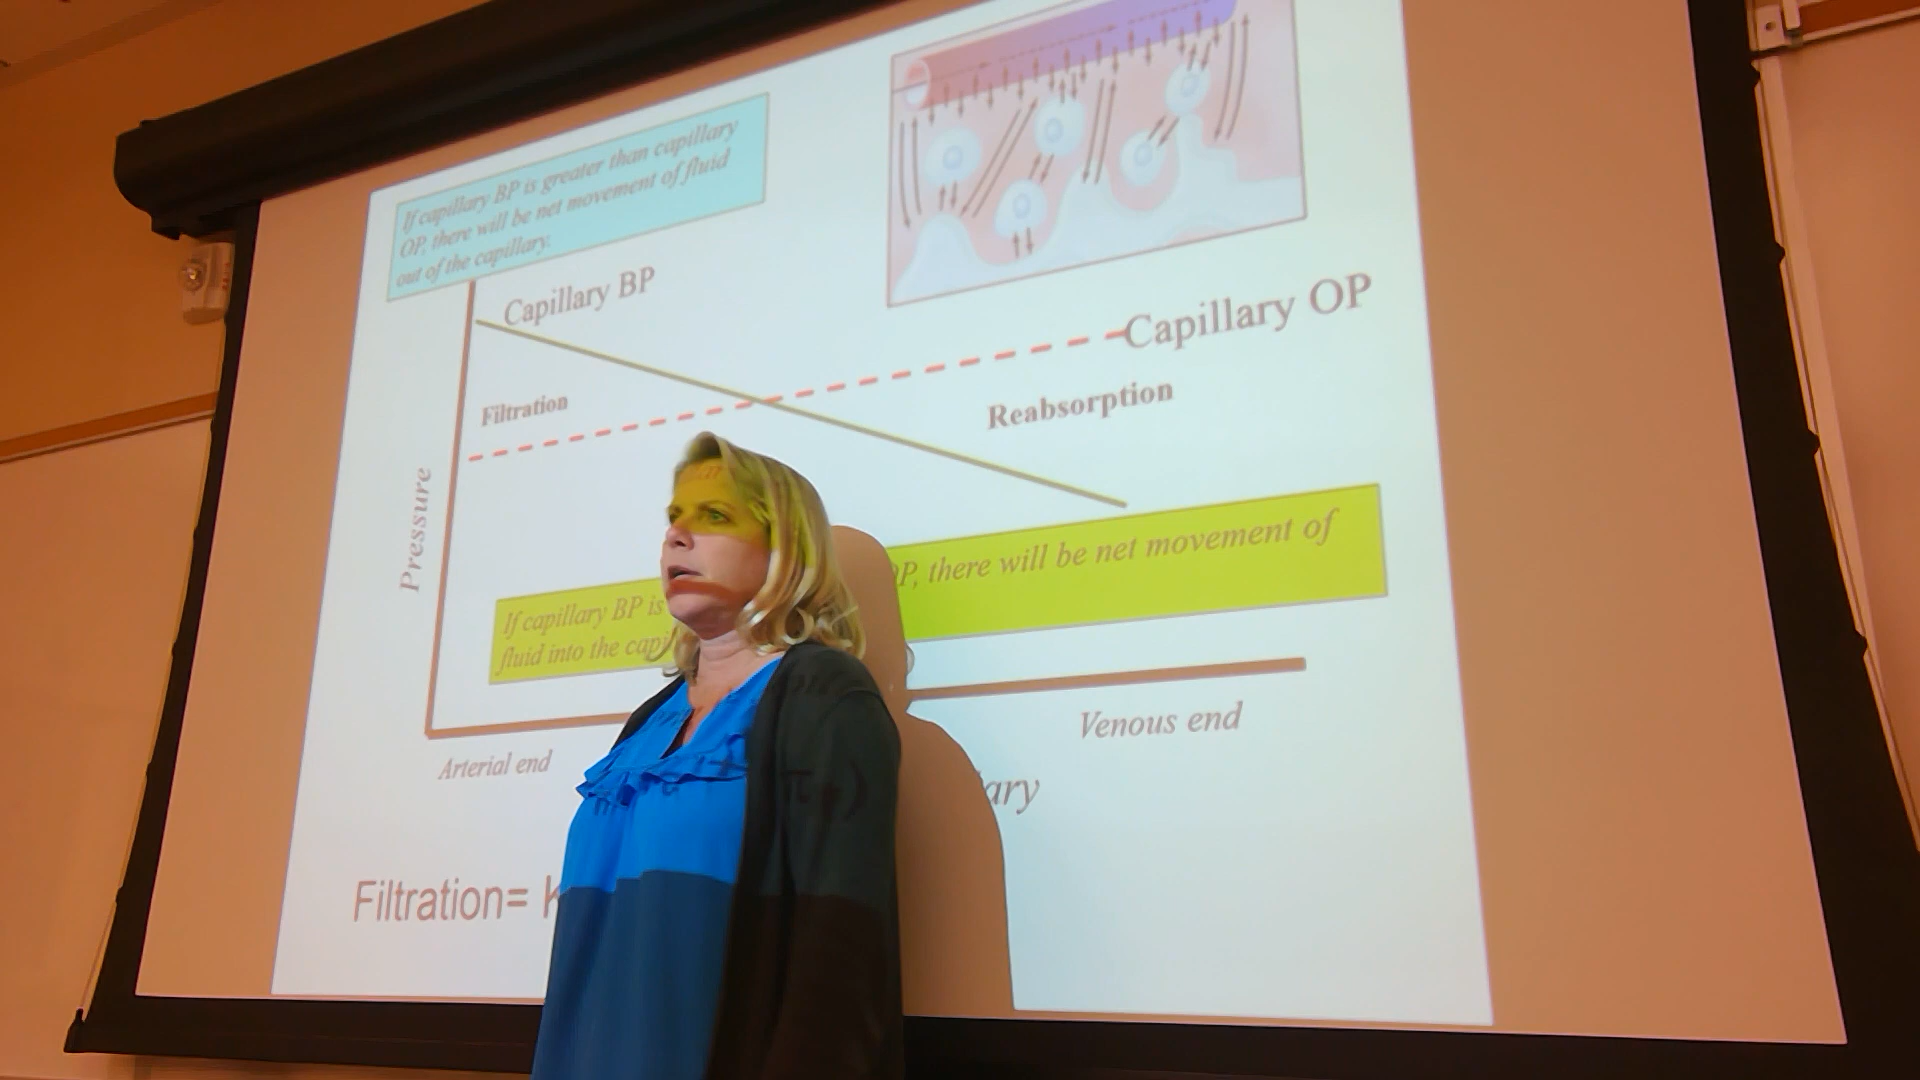 If capillary BP is greater than capillary
OP, there will be net movement of fluid
out of the capillary.
Capillary BP
Capillary OP
Filtration
Reabsorption
Pressure
If capillary BP is OP, there will be net movement of
fluid into the capi
Arterial end
Venous end
ary
Filtration= K